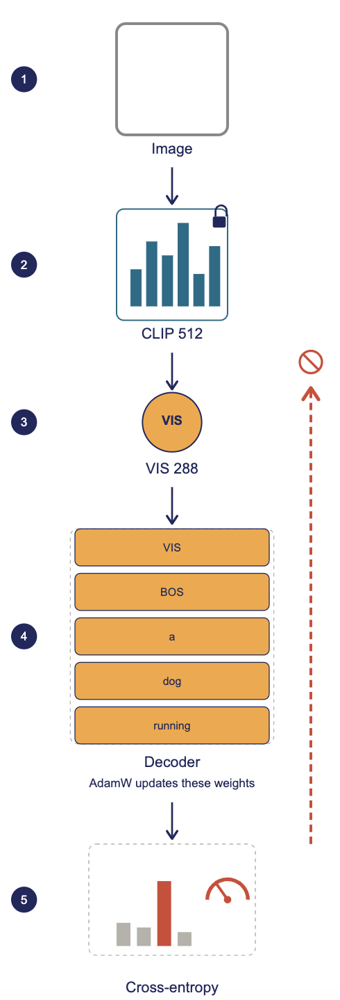 1
Image
2
CLIP 512
3
VIS
VIS 288
4
VIS
BOS
a
dog
running
Decoder
AdamW updates these weights
5
Cross-entropy